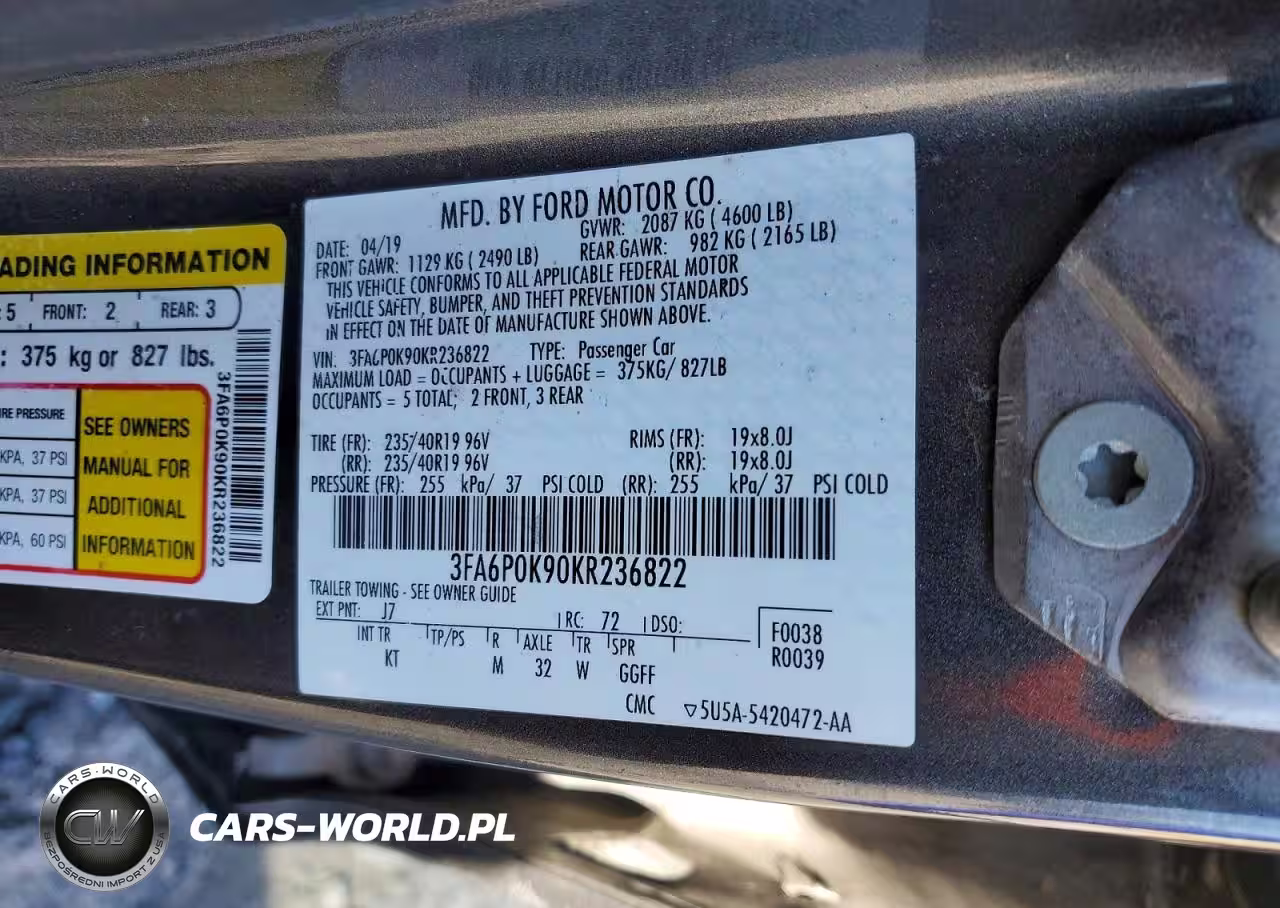 ADING INFORMATION
: 5 FRONT: 2 REAR: 3
: 375 kg or 827 lbs.
IRE PRESSURE
KPA, 37 PSI
KPA, 37 PSI
KPA, 60 PSI
SEE OWNERS
MANUAL FOR
ADDITIONAL
INFORMATION
3FA6P0K90KR236822
MFD. BY FORD MOTOR CO.
DATE: 04/19 GVWR: 2087 KG ( 4600 LB)
FRONT GAWR: 1129 KG ( 2490 LB) REAR GAWR: 982 KG ( 2165 LB)
THIS VEHICLE CONFORMS TO ALL APPLICABLE FEDERAL MOTOR
VEHICLE SAFETY, BUMPER, AND THEFT PREVENTION STANDARDS
IN EFFECT ON THE DATE OF MANUFACTURE SHOWN ABOVE.
VIN: 3FA6P0K90KR236822 TYPE: Passenger Car
MAXIMUM LOAD = OCCUPANTS + LUGGAGE = 375KG/ 827LB
OCCUPANTS = 5 TOTAL; 2 FRONT, 3 REAR
TIRE (FR): 235/40R19 96V RIMS (FR): 19x8.0J
(RR): 235/40R19 96V (RR): 19x8.0J
PRESSURE (FR): 255 kPa/ 37 PSI COLD (RR): 255 kPa/ 37 PSI COLD
3FA6P0K90KR236822
TRAILER TOWING - SEE OWNER GUIDE
EXT PNT: J7 RC: 72 DSO:
INT TR TP/PS R AXLE TR SPR
KT M 32 W GGFF
F0038
R0039
CMC ▽5U5A-5420472-AA
CARS-WORLD
CW
BEZPOŚREDNI IMPORT Z USA
CARS-WORLD.PL